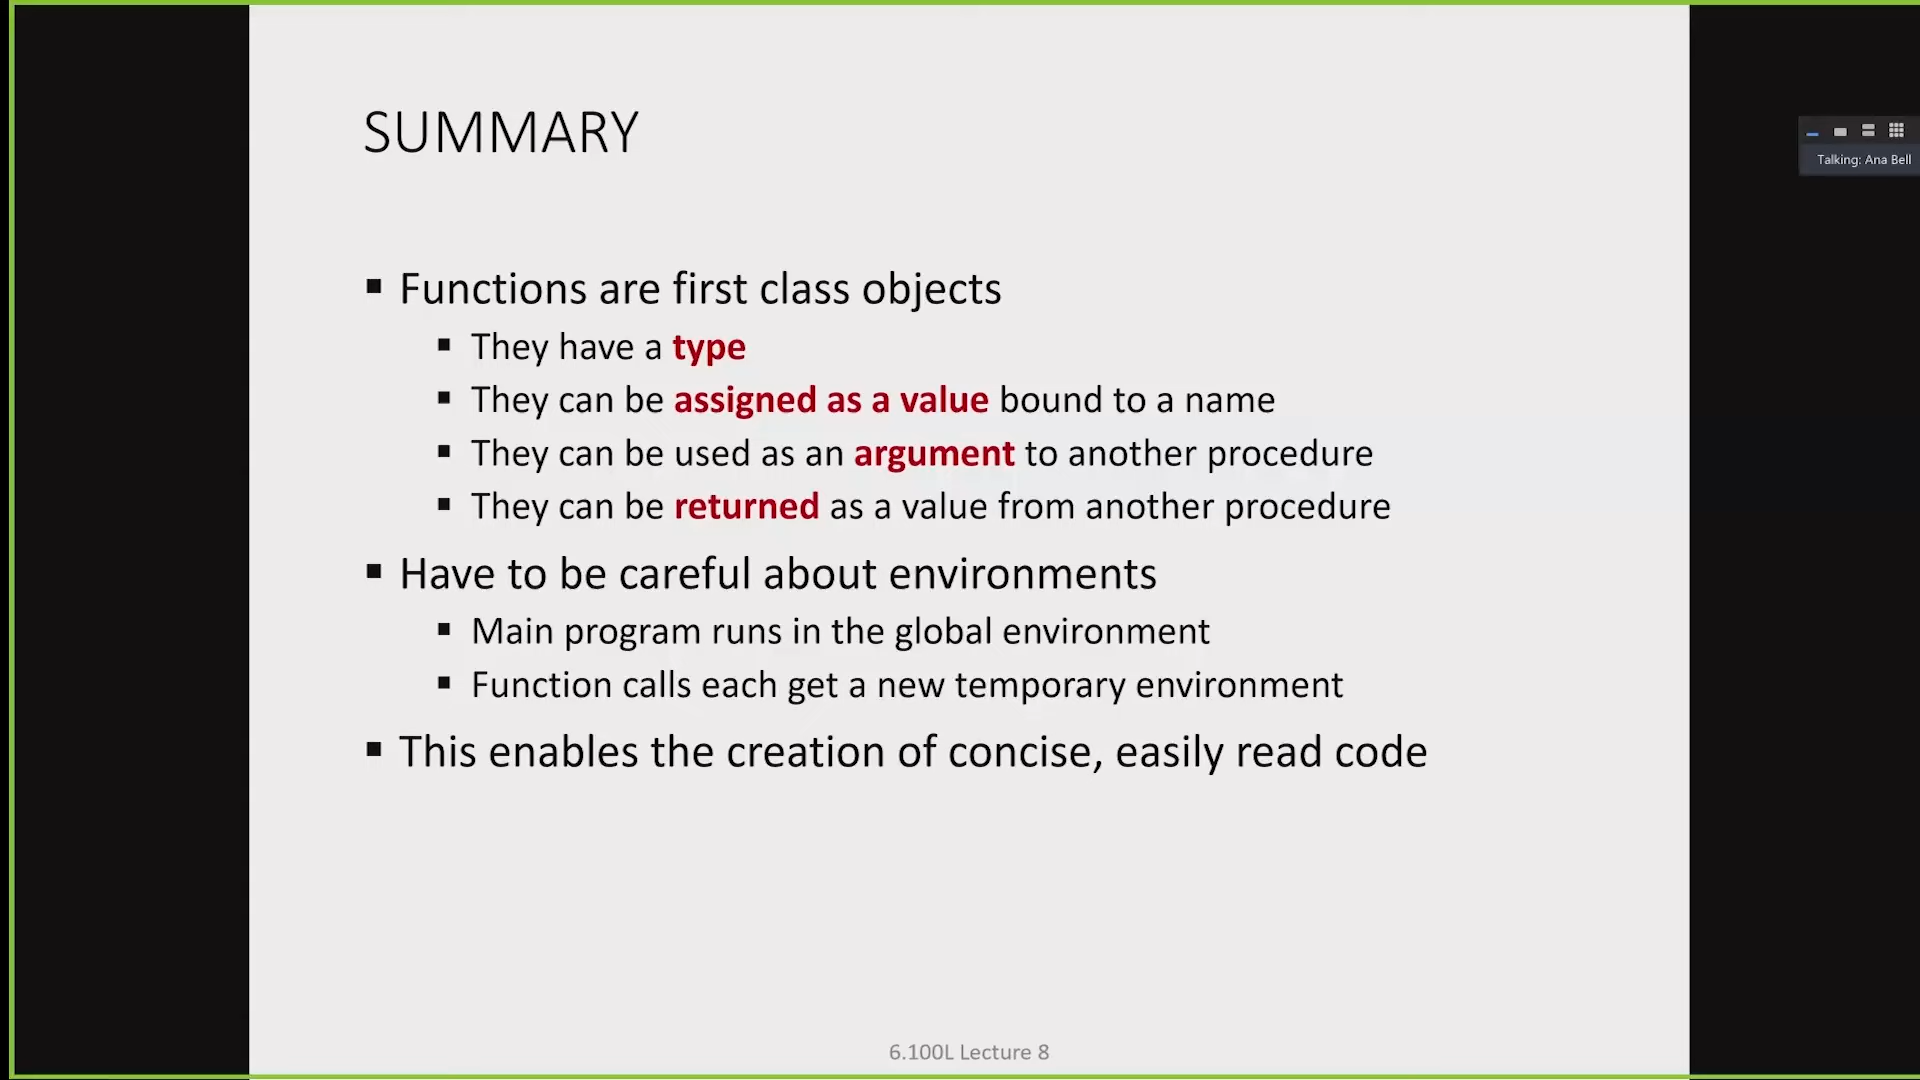 SUMMARY
Talking: Ana Bell
▪ Functions are first class objects
▪ They have a type
▪ They can be assigned as a value bound to a name
▪ They can be used as an argument to another procedure
▪ They can be returned as a value from another procedure
▪ Have to be careful about environments
▪ Main program runs in the global environment
▪ Function calls each get a new temporary environment
▪ This enables the creation of concise, easily read code
6.100L Lecture 8